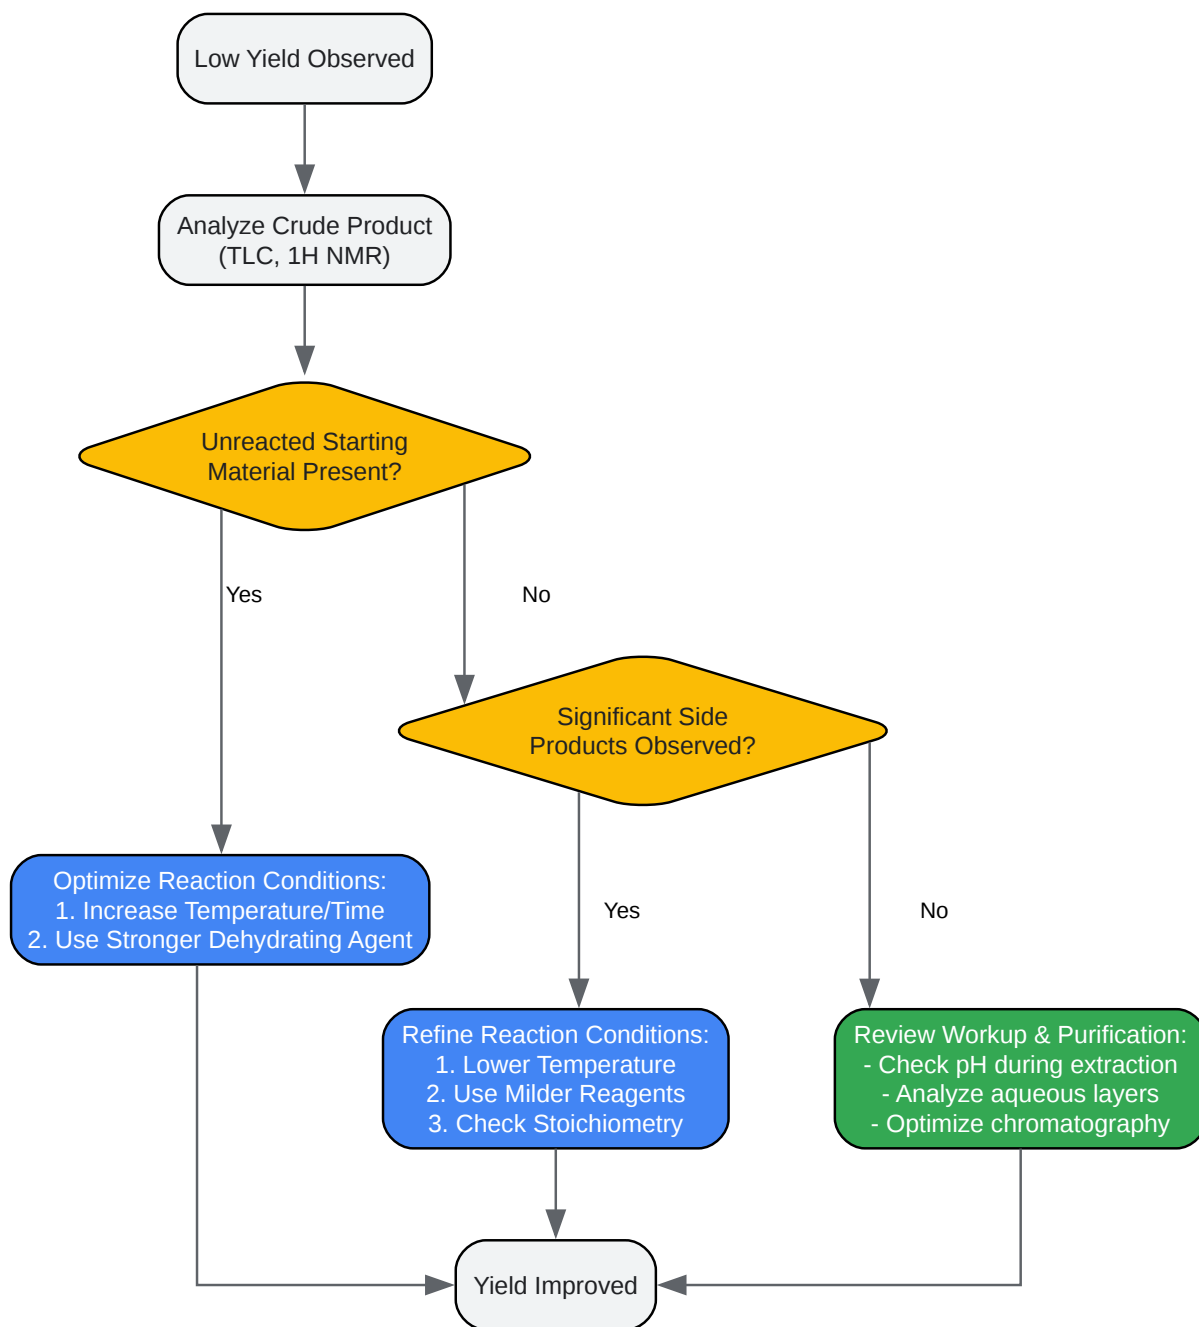 Low Yield Observed
Analyze Crude Product
(TLC, 1H NMR)
Unreacted Starting
Material Present?
Yes
No
Significant Side
Products Observed?
Optimize Reaction Conditions:
1. Increase Temperature/Time
2. Use Stronger Dehydrating Agent
Yes
No
Refine Reaction Conditions:
1. Lower Temperature
2. Use Milder Reagents
3. Check Stoichiometry
Review Workup & Purification:
- Check pH during extraction
- Analyze aqueous layers
- Optimize chromatography
Yield Improved